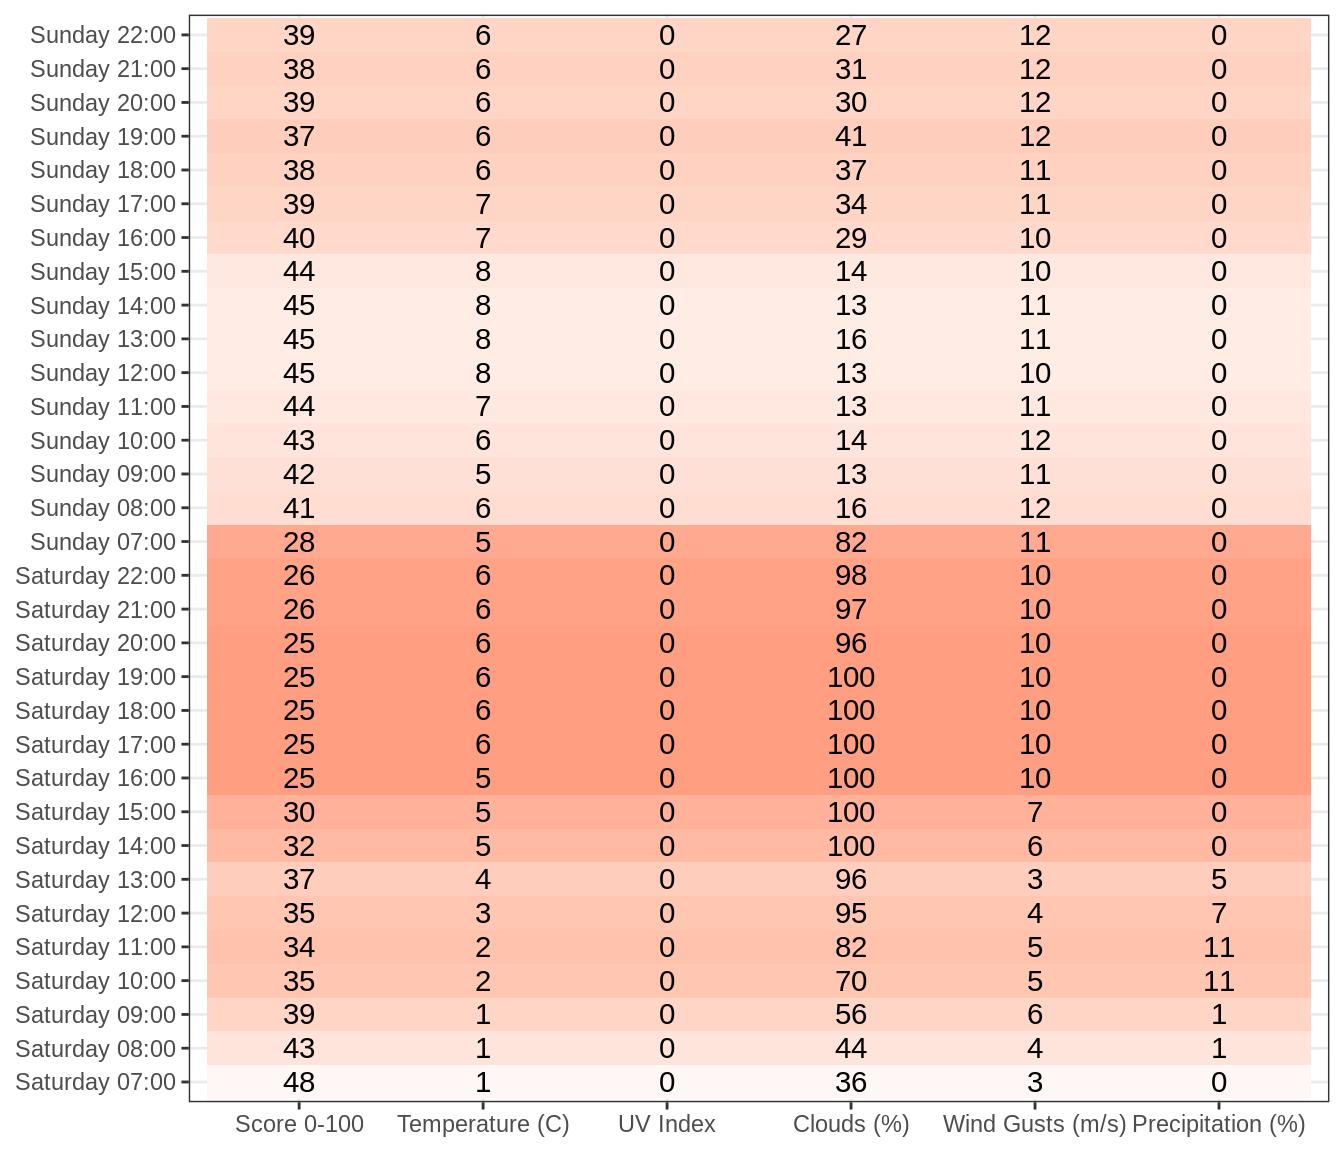 Sunday 22:00 39 6 0 27 12 0
Sunday 21:00 38 6 0 31 12 0
Sunday 20:00 39 6 0 30 12 0
Sunday 19:00 37 6 0 41 12 0
Sunday 18:00 38 6 0 37 11 0
Sunday 17:00 39 7 0 34 11 0
Sunday 16:00 40 7 0 29 10 0
Sunday 15:00 44 8 0 14 10 0
Sunday 14:00 45 8 0 13 11 0
Sunday 13:00 45 8 0 16 11 0
Sunday 12:00 45 8 0 13 10 0
Sunday 11:00 44 7 0 13 11 0
Sunday 10:00 43 6 0 14 12 0
Sunday 09:00 42 5 0 13 11 0
Sunday 08:00 41 6 0 16 12 0
Sunday 07:00 28 5 0 82 11 0
Saturday 22:00 26 6 0 98 10 0
Saturday 21:00 26 6 0 97 10 0
Saturday 20:00 25 6 0 96 10 0
Saturday 19:00 25 6 0 100 10 0
Saturday 18:00 25 6 0 100 10 0
Saturday 17:00 25 6 0 100 10 0
Saturday 16:00 25 5 0 100 10 0
Saturday 15:00 30 5 0 100 7 0
Saturday 14:00 32 5 0 100 6 0
Saturday 13:00 37 4 0 96 3 5
Saturday 12:00 35 3 0 95 4 7
Saturday 11:00 34 2 0 82 5 11
Saturday 10:00 35 2 0 70 5 11
Saturday 09:00 39 1 0 56 6 1
Saturday 08:00 43 1 0 44 4 1
Saturday 07:00 48 1 0 36 3 0
Score 0-100 Temperature (C) UV Index Clouds (%) Wind Gusts (m/s) Precipitation (%)